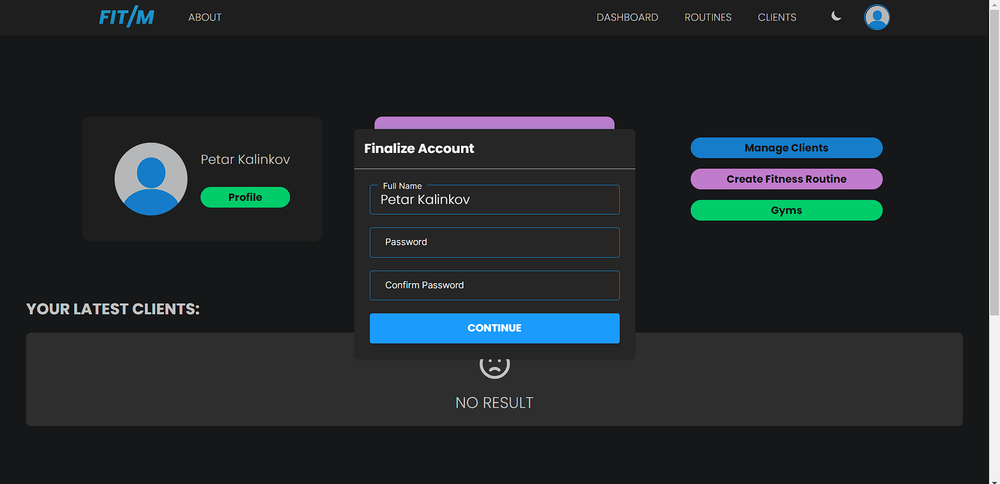 FIT/M
ABOUT
DASHBOARD
ROUTINES
CLIENTS
Petar Kalinkov
Profile
Finalize Account
Full Name
Petar Kalinkov
Password
Confirm Password
CONTINUE
Manage Clients
Create Fitness Routine
Gyms
YOUR LATEST CLIENTS:
NO RESULT